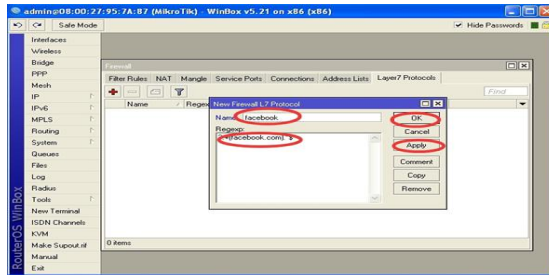 admin@08:00:27:95:7A:87 (MikroTik) - WinBox v5.21 on x86 (x86)
Safe Mode
Hide Passwords
Interfaces
Wireless
Bridge
PPP
Mesh
IP
IPv6
MPLS
Routing
System
Queues
Files
Log
Radius
Tools
New Terminal
ISDN Channels
KVM
Make Supout.rif
Manual
Exit
RouterOS WinBox
Firewall
Filter Rules NAT Mangle Service Ports Connections Address Lists Layer7 Protocols
Find
Name
New Firewall L7 Protocol
Name: facebook
Regexp:
OK
Cancel
Apply
Comment
Copy
Remove
0 items